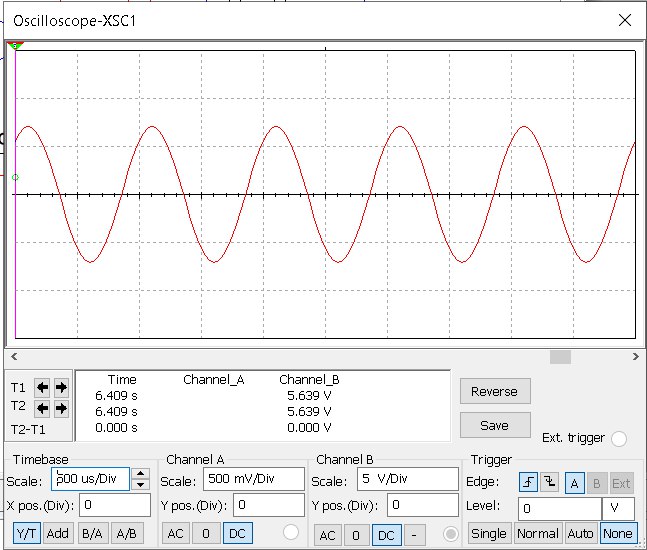 Oscilloscope-XSC1
Time Channel_A Channel_B
T1 6.409 s 5.639 V
T2 6.409 s 5.639 V
T2-T1 0.000 s 0.000 V
Reverse
Save
Ext. trigger
Timebase
Scale: 500 us/Div
X pos.(Div): 0
Y/T Add B/A A/B
Channel A
Scale: 500 mV/Div
Y pos.(Div): 0
AC 0 DC
Channel B
Scale: 5 V/Div
Y pos.(Div): 0
AC 0 DC -
Trigger
Edge: A B Ext
Level: 0 V
Single Normal Auto None